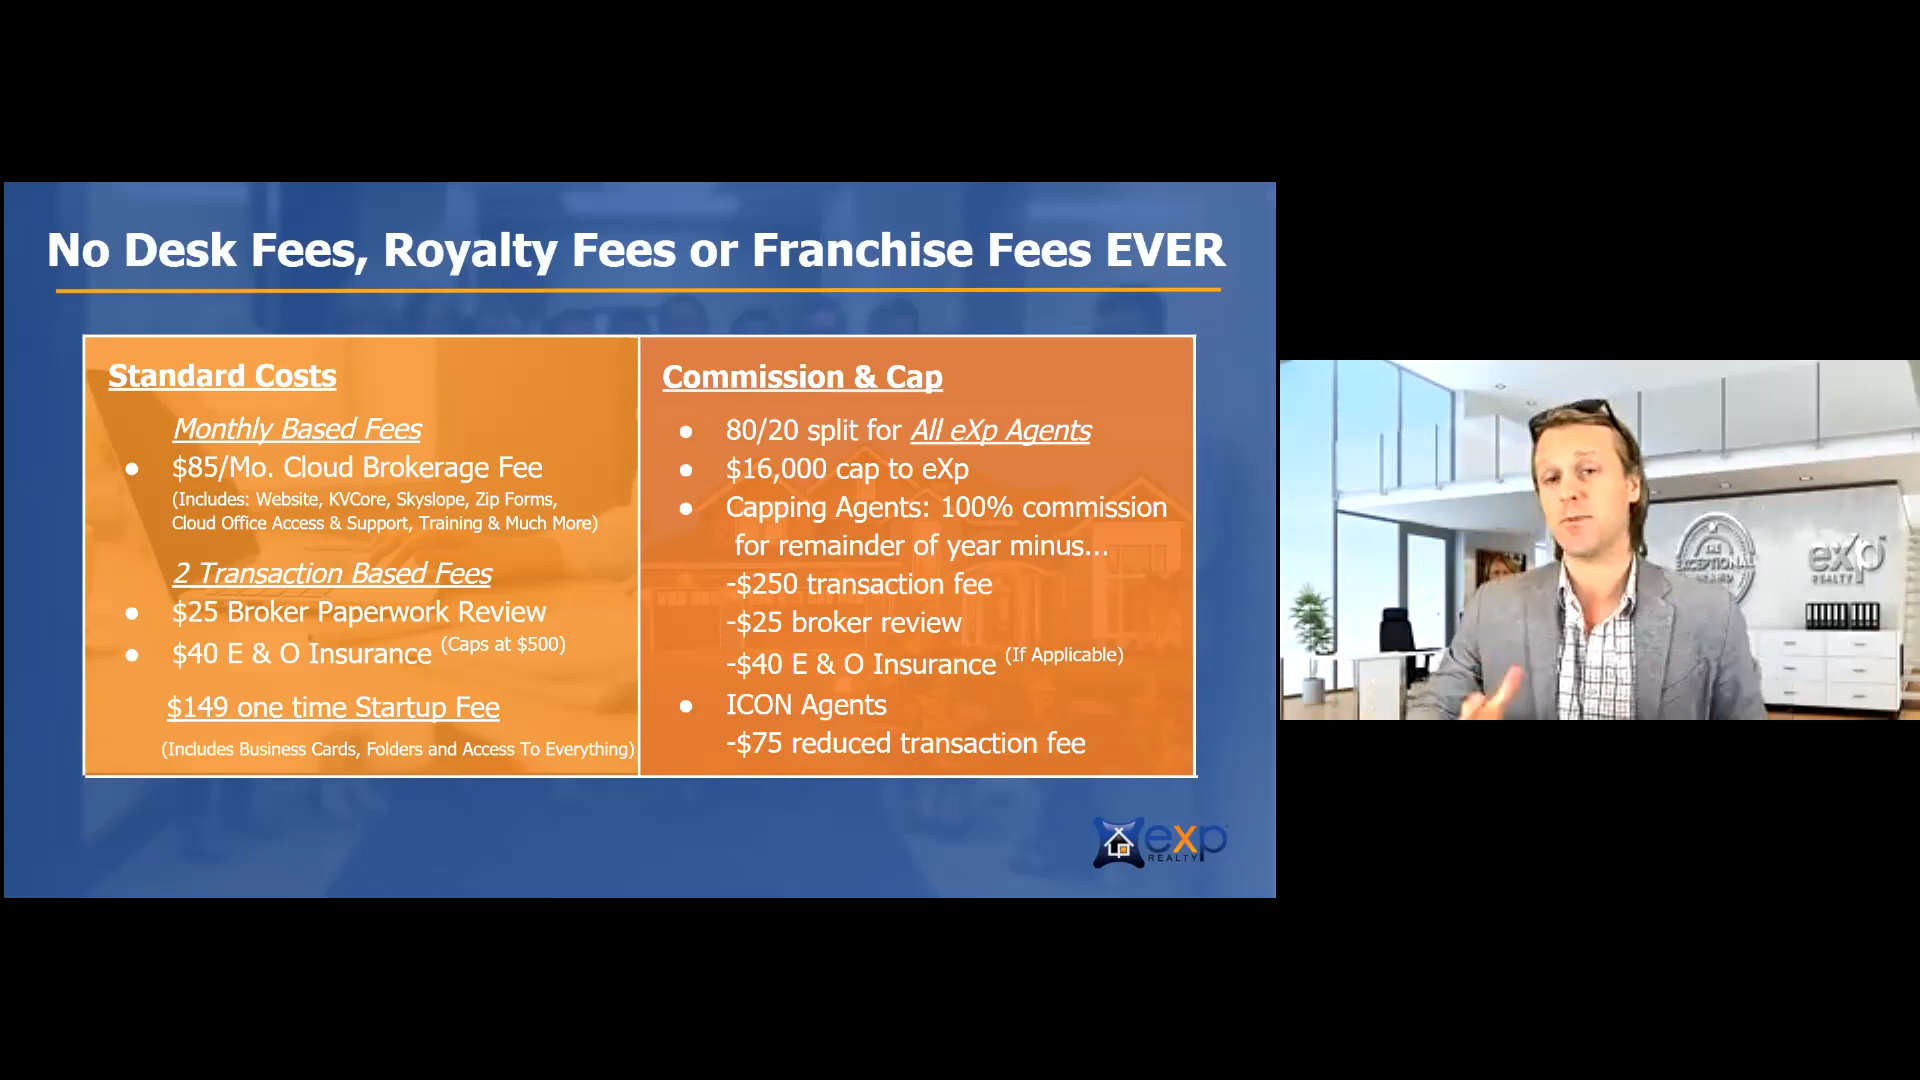 No Desk Fees, Royalty Fees or Franchise Fees EVER
Standard Costs
Monthly Based Fees
● $85/Mo. Cloud Brokerage Fee
(Includes: Website, KVCore, Skyslope, Zip Forms,
Cloud Office Access & Support, Training & Much More)
2 Transaction Based Fees
● $25 Broker Paperwork Review
● $40 E & O Insurance (Caps at $500)
$149 one time Startup Fee
(Includes Business Cards, Folders and Access To Everything)
Commission & Cap
● 80/20 split for All eXp Agents
● $16,000 cap to eXp
● Capping Agents: 100% commission
for remainder of year minus...
-$250 transaction fee
-$25 broker review
-$40 E & O Insurance (If Applicable)
● ICON Agents
-$75 reduced transaction fee
exp
REALTY
THE
EXCEPTIONAL
exp
REALTY